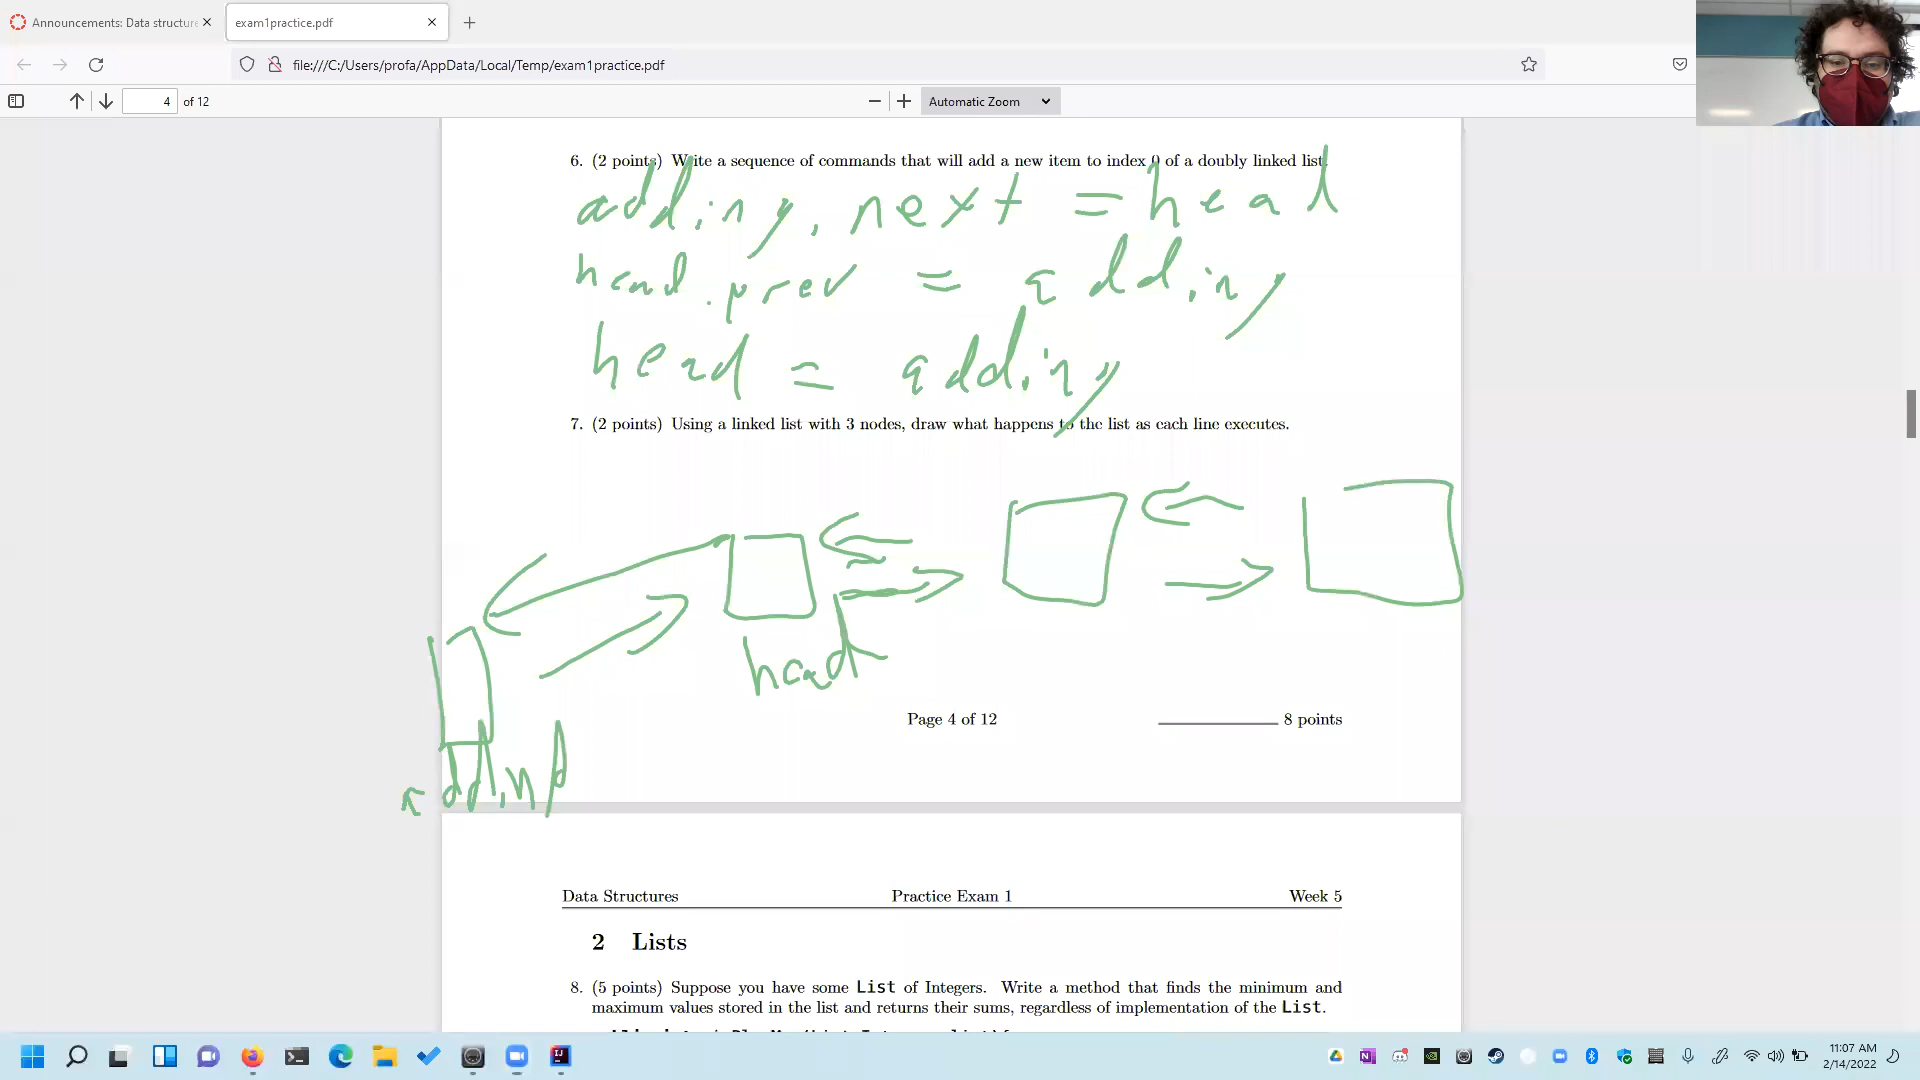 Announcements: Data structure
exam1practice.pdf
file:///C:/Users/profa/AppData/Local/Temp/exam1practice.pdf
4 of 12
Automatic Zoom
6. (2 points) Write a sequence of commands that will add a new item to index 0 of a doubly linked list.
adding.next = head
head.prev = adding
head = adding
7. (2 points) Using a linked list with 3 nodes, draw what happens to the list as each line executes.
head
adding
Page 4 of 12 8 points
Data Structures Practice Exam 1 Week 5
2 Lists
8. (5 points) Suppose you have some List of Integers. Write a method that finds the minimum and
maximum values stored in the list and returns their sums, regardless of implementation of the List.
11:07 AM
2/14/2022